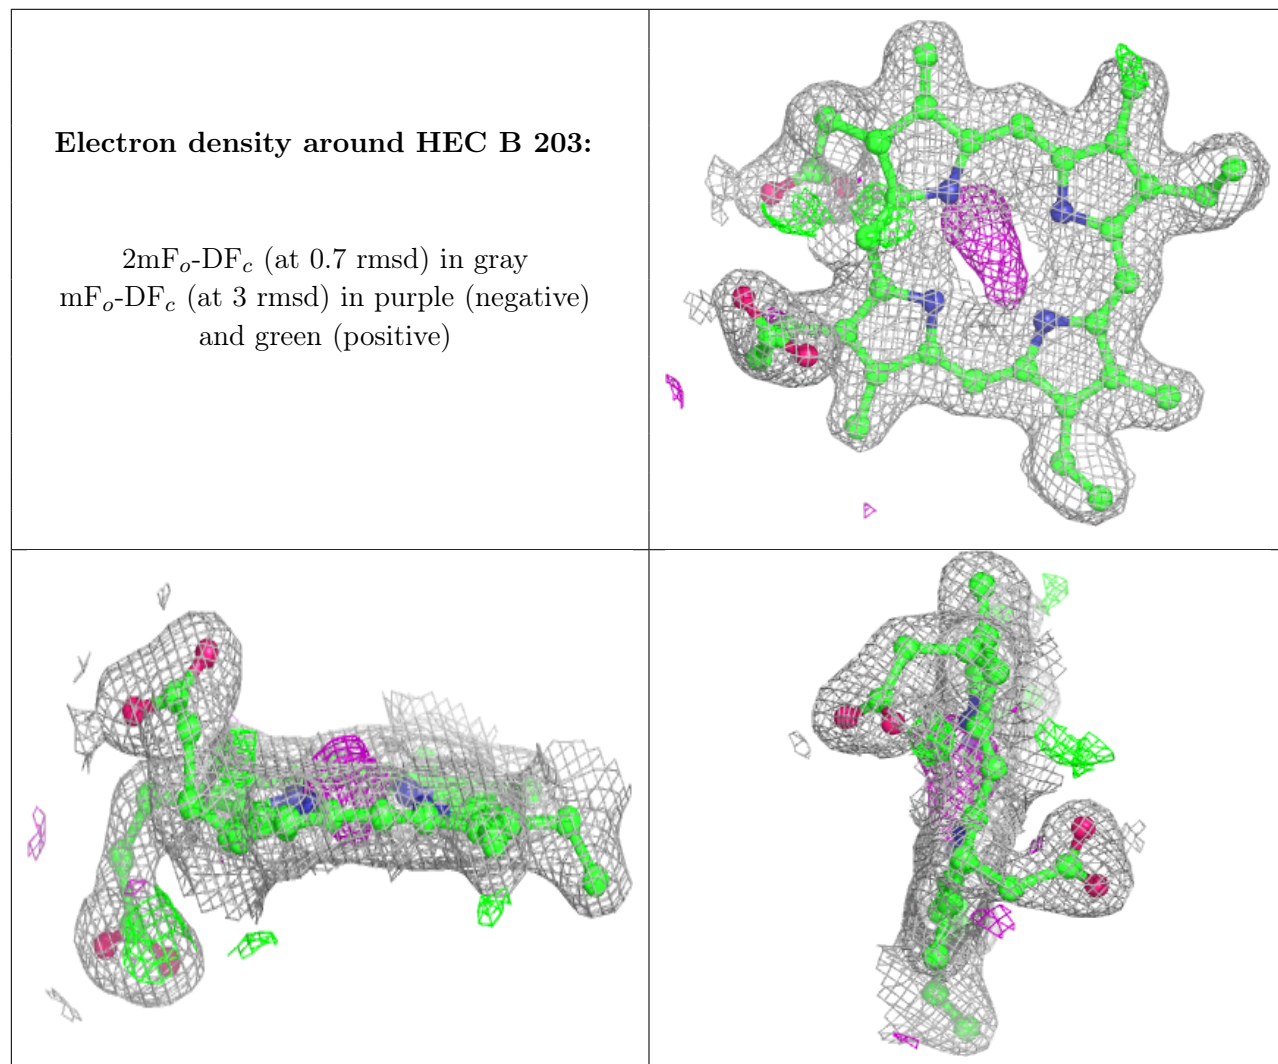 Electron density around HEC B 203:
2mFₒ-DF𝒸 (at 0.7 rmsd) in gray
mFₒ-DF𝒸 (at 3 rmsd) in purple (negative)
and green (positive)